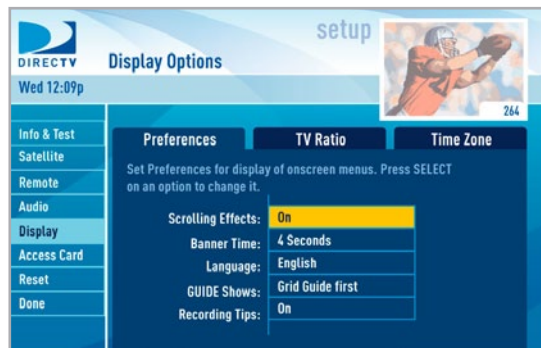 setup
DIRECTV
Display Options
Wed 12:09p
264
Info & Test
Satellite
Remote
Audio
Display
Access Card
Reset
Done
Preferences
TV Ratio
Time Zone
Set Preferences for display of onscreen menus. Press SELECT
on an option to change it.
Scrolling Effects: On
Banner Time: 4 Seconds
Language: English
GUIDE Shows: Grid Guide first
Recording Tips: On